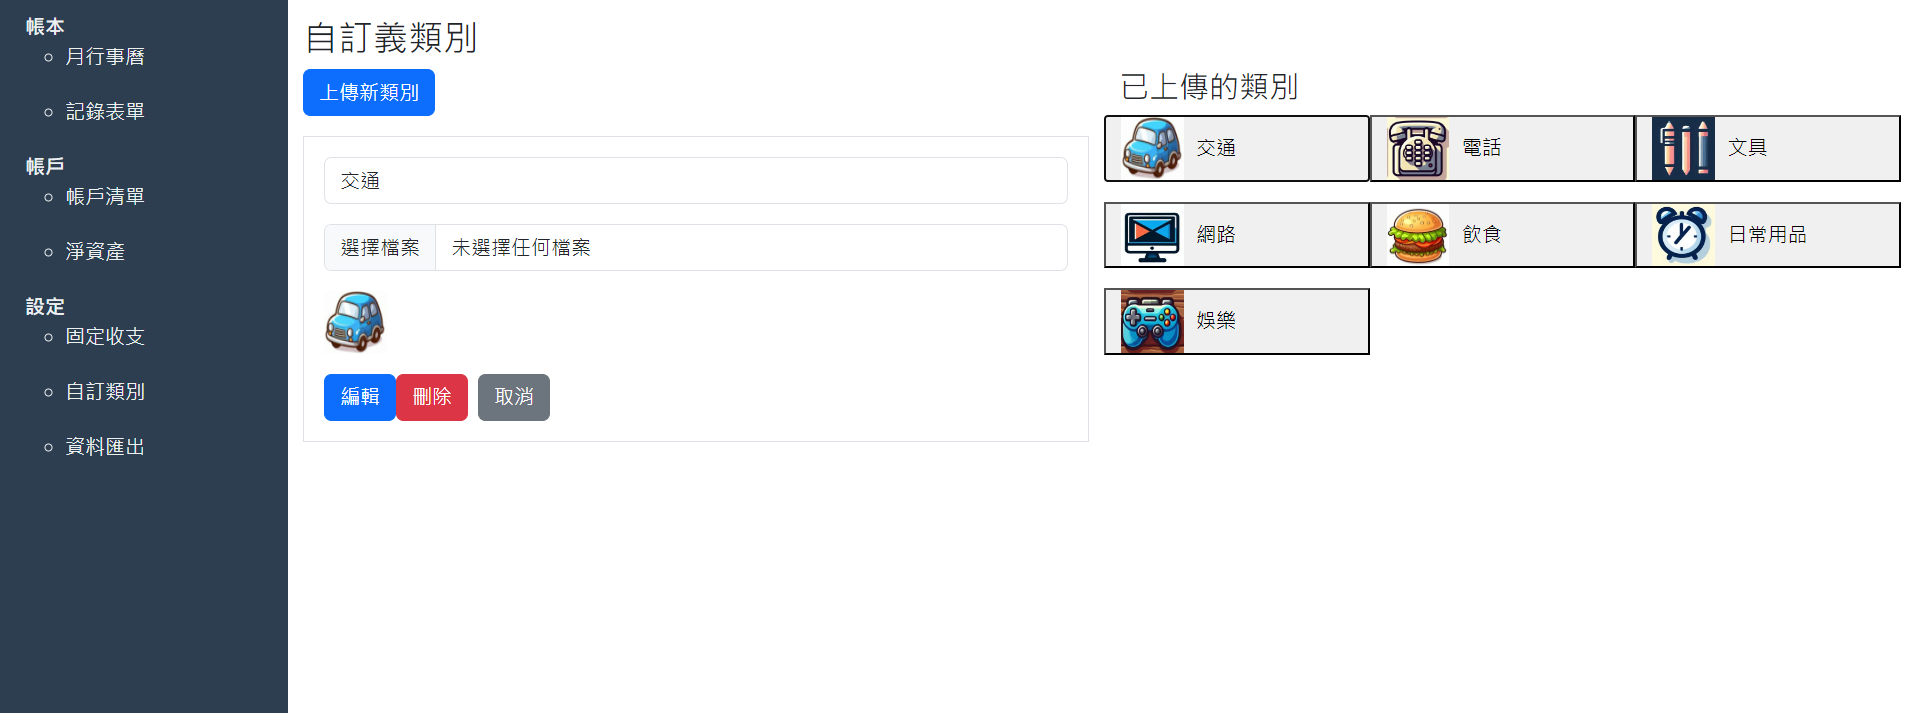 帳本
月行事曆
記錄表單
帳戶
帳戶清單
淨資產
設定
固定收支
自訂類別
資料匯出
自訂義類別
上傳新類別
交通
選擇檔案 未選擇任何檔案
編輯 刪除 取消
已上傳的類別
交通 電話 文具
網路 飲食 日常用品
娛樂